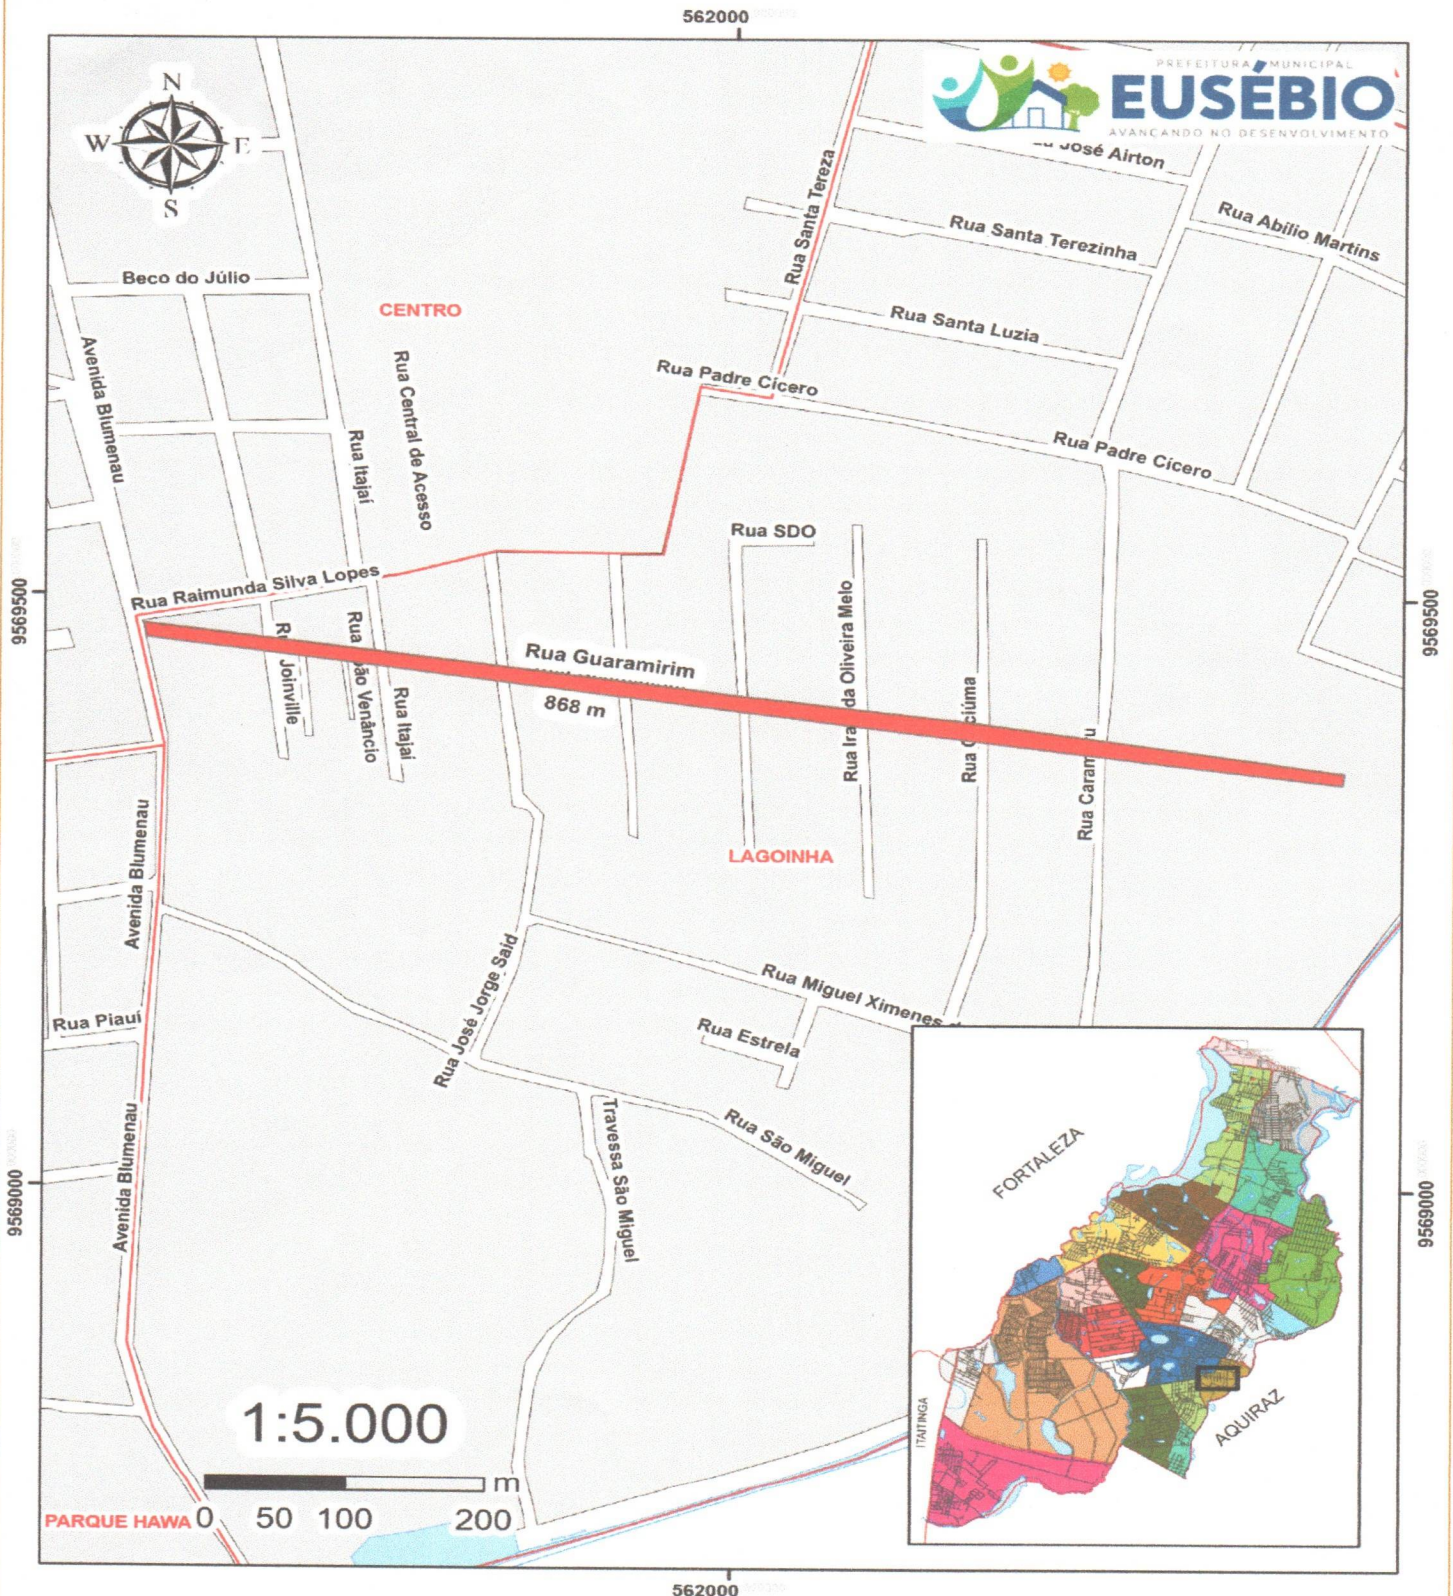 562000
N
W
E
S
PREFEITURA MUNICIPAL
EUSÉBIO
AVANÇANDO NO DESENVOLVIMENTO
José Airton
Rua Santa Tereza
Rua Abílio Martins
Rua Santa Terezinha
Beco do Júlio
CENTRO
Rua Santa Luzia
Avenida Blumenau
Rua Central de Acesso
Rua Padre Cícero
Rua Itajaí
Rua Padre Cícero
Rua SDO
9569500
9569500
Rua Raimunda Silva Lopes
Joinville
Rua
Venâncio
Rua Itajaí
Rua Guaramirim
868 m
Rua
da Oliveira Melo
Rua
Rua
Avenida Blumenau
LAGOINHA
Rua José Jorge Said
Rua Miguel Ximenes
Rua Piauí
Rua Estrela
Avenida Blumenau
Travessa São Miguel
Rua São Miguel
9569000
9569000
FORTALEZA
ITAITINGA
AQUIRAZ
1:5.000
m
PARQUE HAWA
0 50 100 200
562000